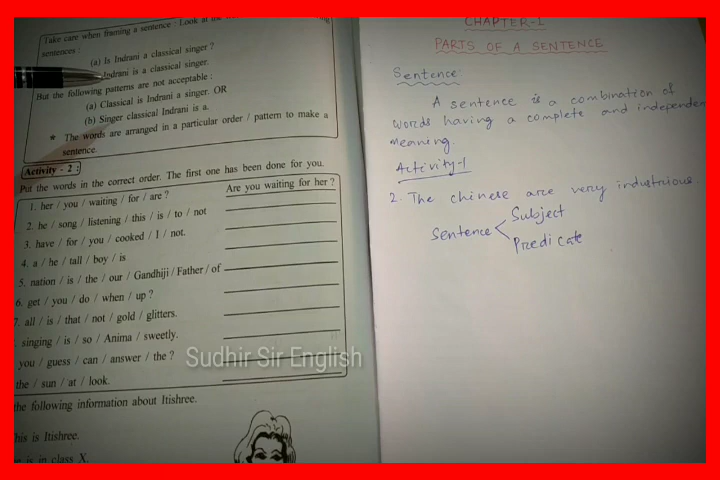 Take care when framing a sentence : Look at the
sentences :
(a) Is Indrani a classical singer ?
Indrani is a classical singer.
But the following patterns are not acceptable :
(a) Classical is Indrani a singer. OR
(b) Singer classical Indrani is a.
* The words are arranged in a particular order / pattern to make a
sentence.
Activity - 2 :
Put the words in the correct order. The first one has been done for you.
1. her / you / waiting / for / are ? Are you waiting for her ?
2. he / song / listening / this / is / to / not
3. have / for / you / cooked / I / not.
4. a / he / tall / boy / is
5. nation / is / the / our / Gandhiji / Father / of
6. get / you / do / when / up ?
7. all / is / that / not / gold / glitters.
singing / is / so / Anima / sweetly.
you / guess / can / answer / the ?
the / sun / at / look.
the following information about Itishree.
his is Itishree.
is in class X.
Sudhir Sir English
CHAPTER-1
PARTS OF A SENTENCE
Sentence:
A sentence is a combination of
words having a complete and independen
meaning.
Activity-1
2. The chinese are very industrious
Sentence < Subject
Predicate